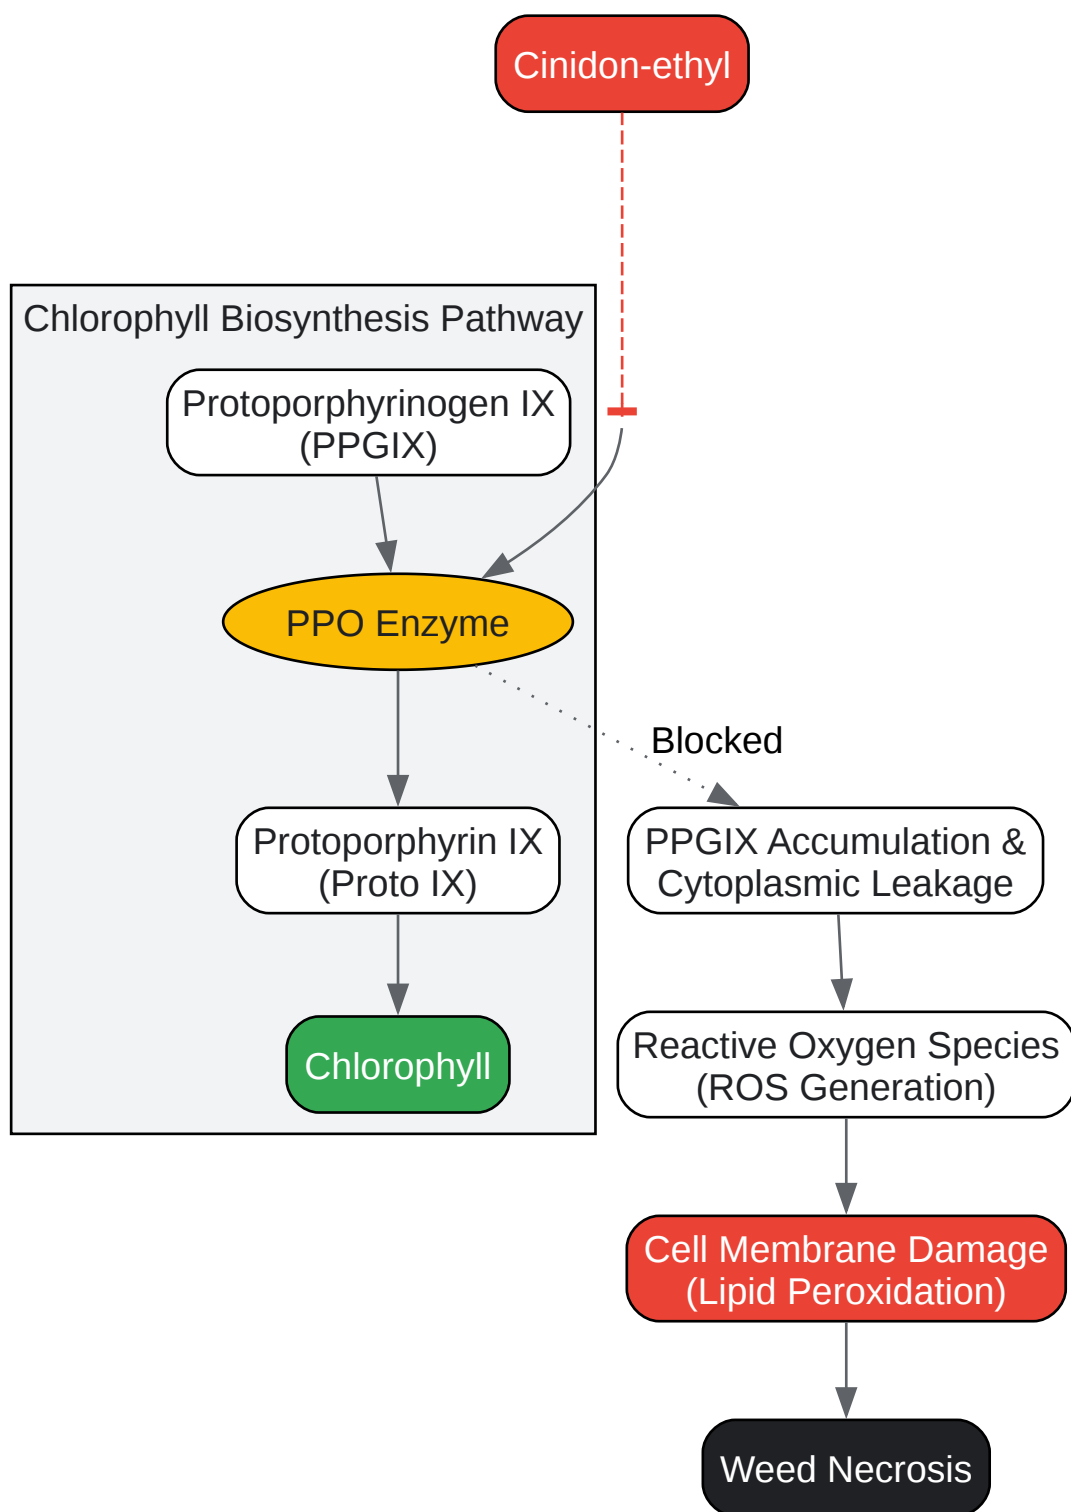 Cinidon-ethyl
Chlorophyll Biosynthesis Pathway
Protoporphyrinogen IX
(PPGIX)
PPO Enzyme
Blocked
Protoporphyrin IX
(Proto IX)
PPGIX Accumulation &
Cytoplasmic Leakage
Chlorophyll
Reactive Oxygen Species
(ROS Generation)
Cell Membrane Damage
(Lipid Peroxidation)
Weed Necrosis